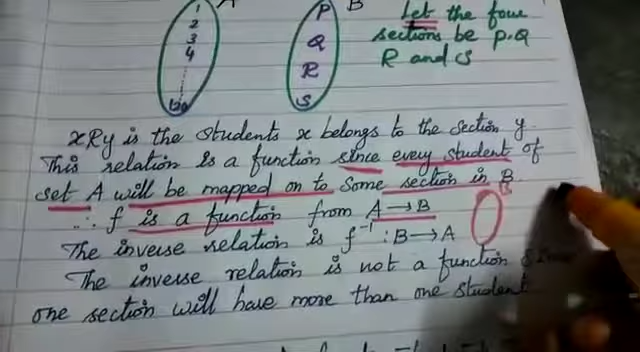 A
B
1
2
3
4
120
P
Q
R
S
Let the four
sections be P.Q
R and S
xRy is the students x belongs to the section y.
This relation is a function since every student of
set A will be mapped on to some section in B.
∴ f is a function from A → B
The inverse relation is f⁻¹ : B → A
The inverse relation is not a function
one section will have more than one student